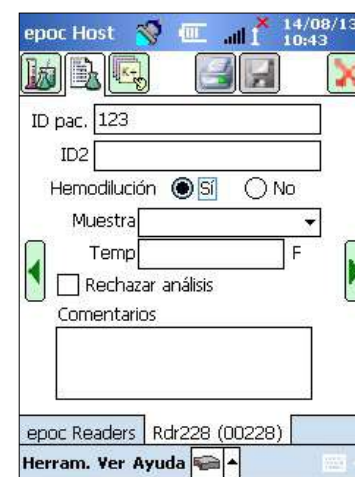 epoc Host 14/08/13
10:43
K+
ID pac. 123
ID2
Hemodilución Sí No
Muestra
Temp F
Rechazar análisis
Comentarios
epoc Readers Rdr228 (00228)
Herram. Ver Ayuda